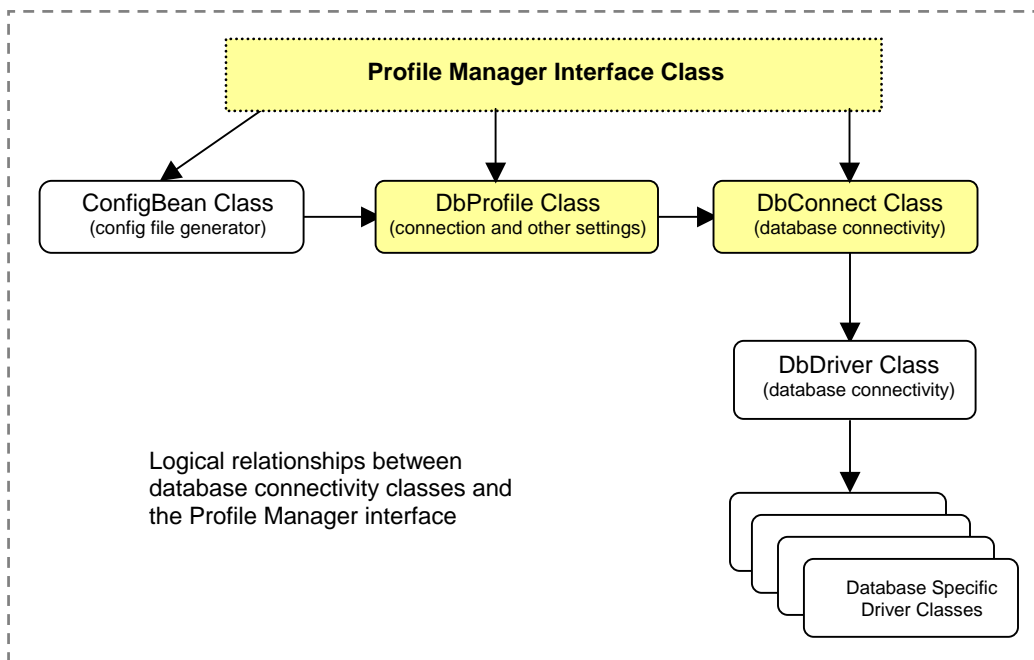 Profile Manager Interface Class
ConfigBean Class
(config file generator)
DbProfile Class
(connection and other settings)
DbConnect Class
(database connectivity)
DbDriver Class
(database connectivity)
Logical relationships between
database connectivity classes and
the Profile Manager interface
Database Specific
Driver Classes